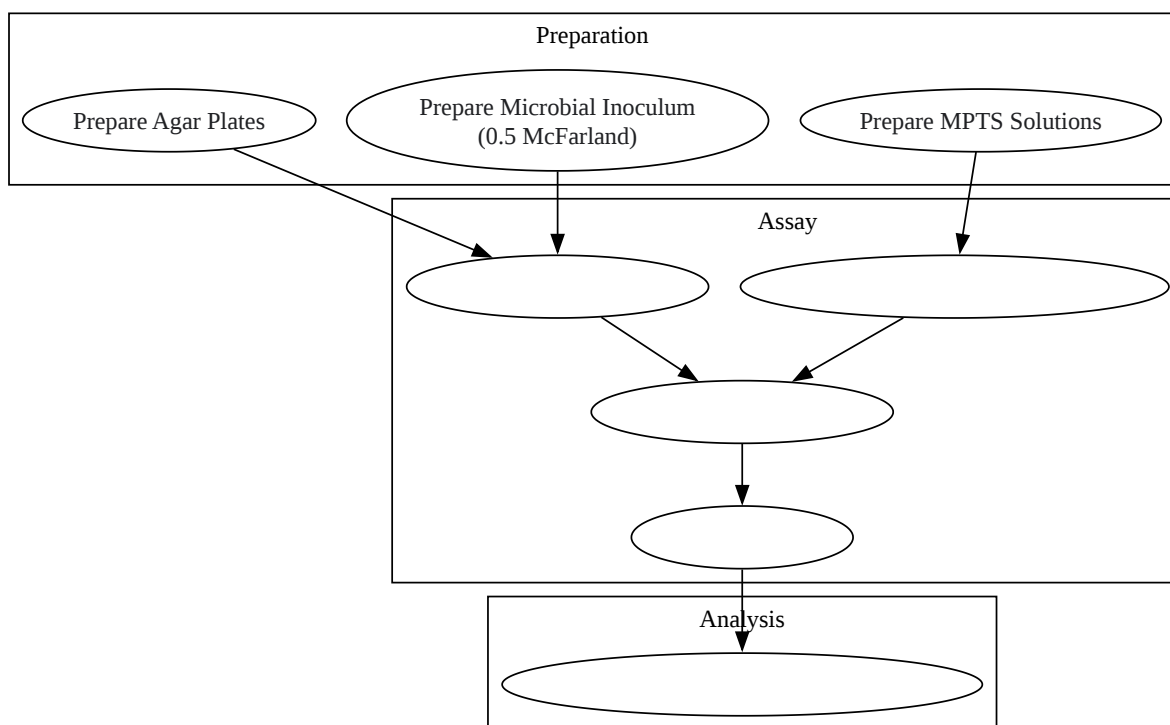 Preparation
Prepare Agar Plates
Prepare Microbial Inoculum
(0.5 McFarland)
Prepare MPTS Solutions
Assay
Analysis